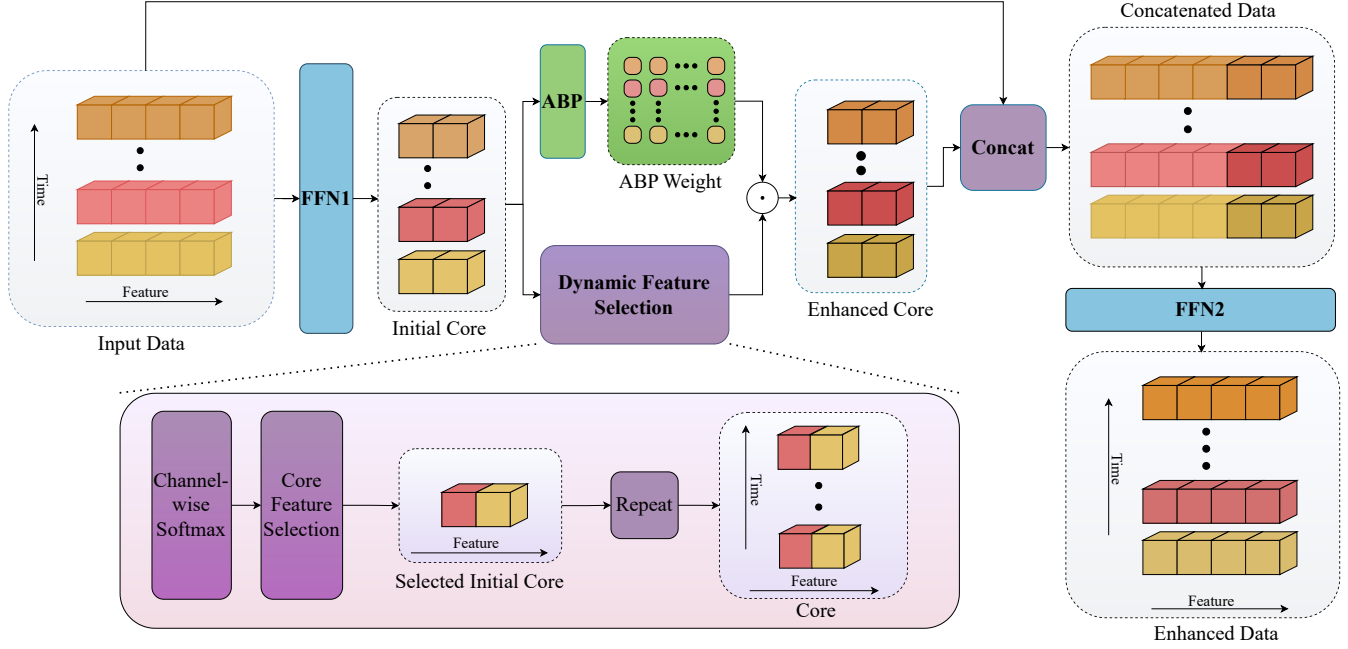 Concatenated Data
Time
Feature
Input Data
FFN1
Initial Core
ABP
ABP Weight
Dynamic Feature
Selection
Enhanced Core
Concat
FFN2
Time
Feature
Enhanced Data
Channel-
wise
Softmax
Core
Feature
Selection
Feature
Selected Initial Core
Repeat
Time
Feature
Core